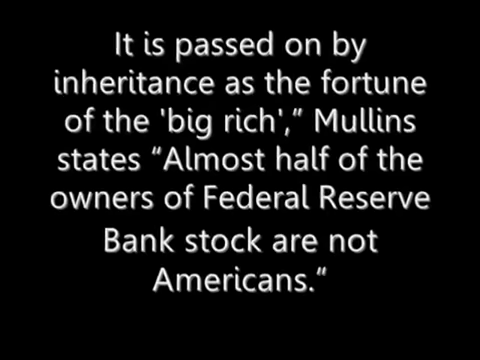 It is passed on by
inheritance as the fortune
of the 'big rich',” Mullins
states “Almost half of the
owners of Federal Reserve
Bank stock are not
Americans.”